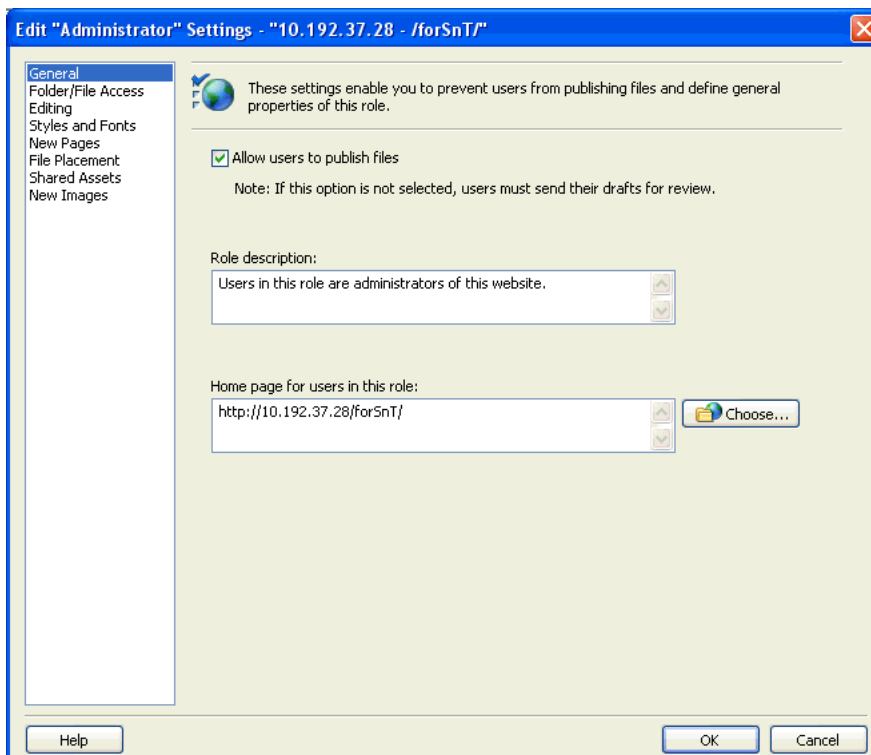 Edit "Administrator" Settings - "10.192.37.28 - /forSnT/"
General
Folder/File Access
Editing
Styles and Fonts
New Pages
File Placement
Shared Assets
New Images
These settings enable you to prevent users from publishing files and define general
properties of this role.
Allow users to publish files
Note: If this option is not selected, users must send their drafts for review.
Role description:
Users in this role are administrators of this website.
Home page for users in this role:
http://10.192.37.28/forSnT/
Choose...
Help
OK
Cancel